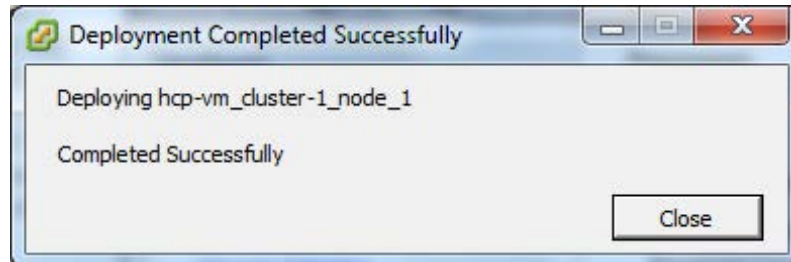 Deployment Completed Successfully
Deploying hcp-vm_cluster-1_node_1
Completed Successfully
Close